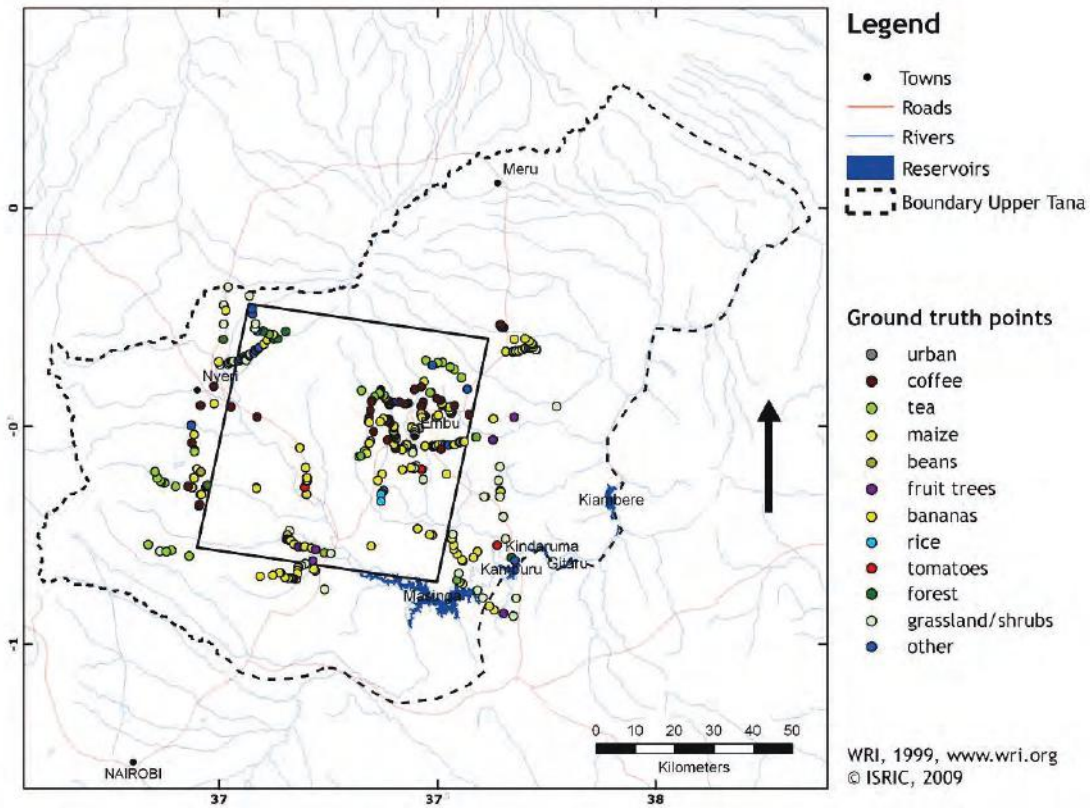 Legend
Towns
Roads
Rivers
Reservoirs
Boundary Upper Tana
Ground truth points
urban
coffee
tea
maize
beans
fruit trees
bananas
rice
tomatoes
forest
grassland/shrubs
other
WRI, 1999, www.wri.org
© ISRIC, 2009
Meru
Nyeri
Embu
Kiambere
Kindaruma
Gitaru
Kamburu
Masinga
NAIROBI
0
-0
-1
37
37
38
0 10 20 30 40 50
Kilometers